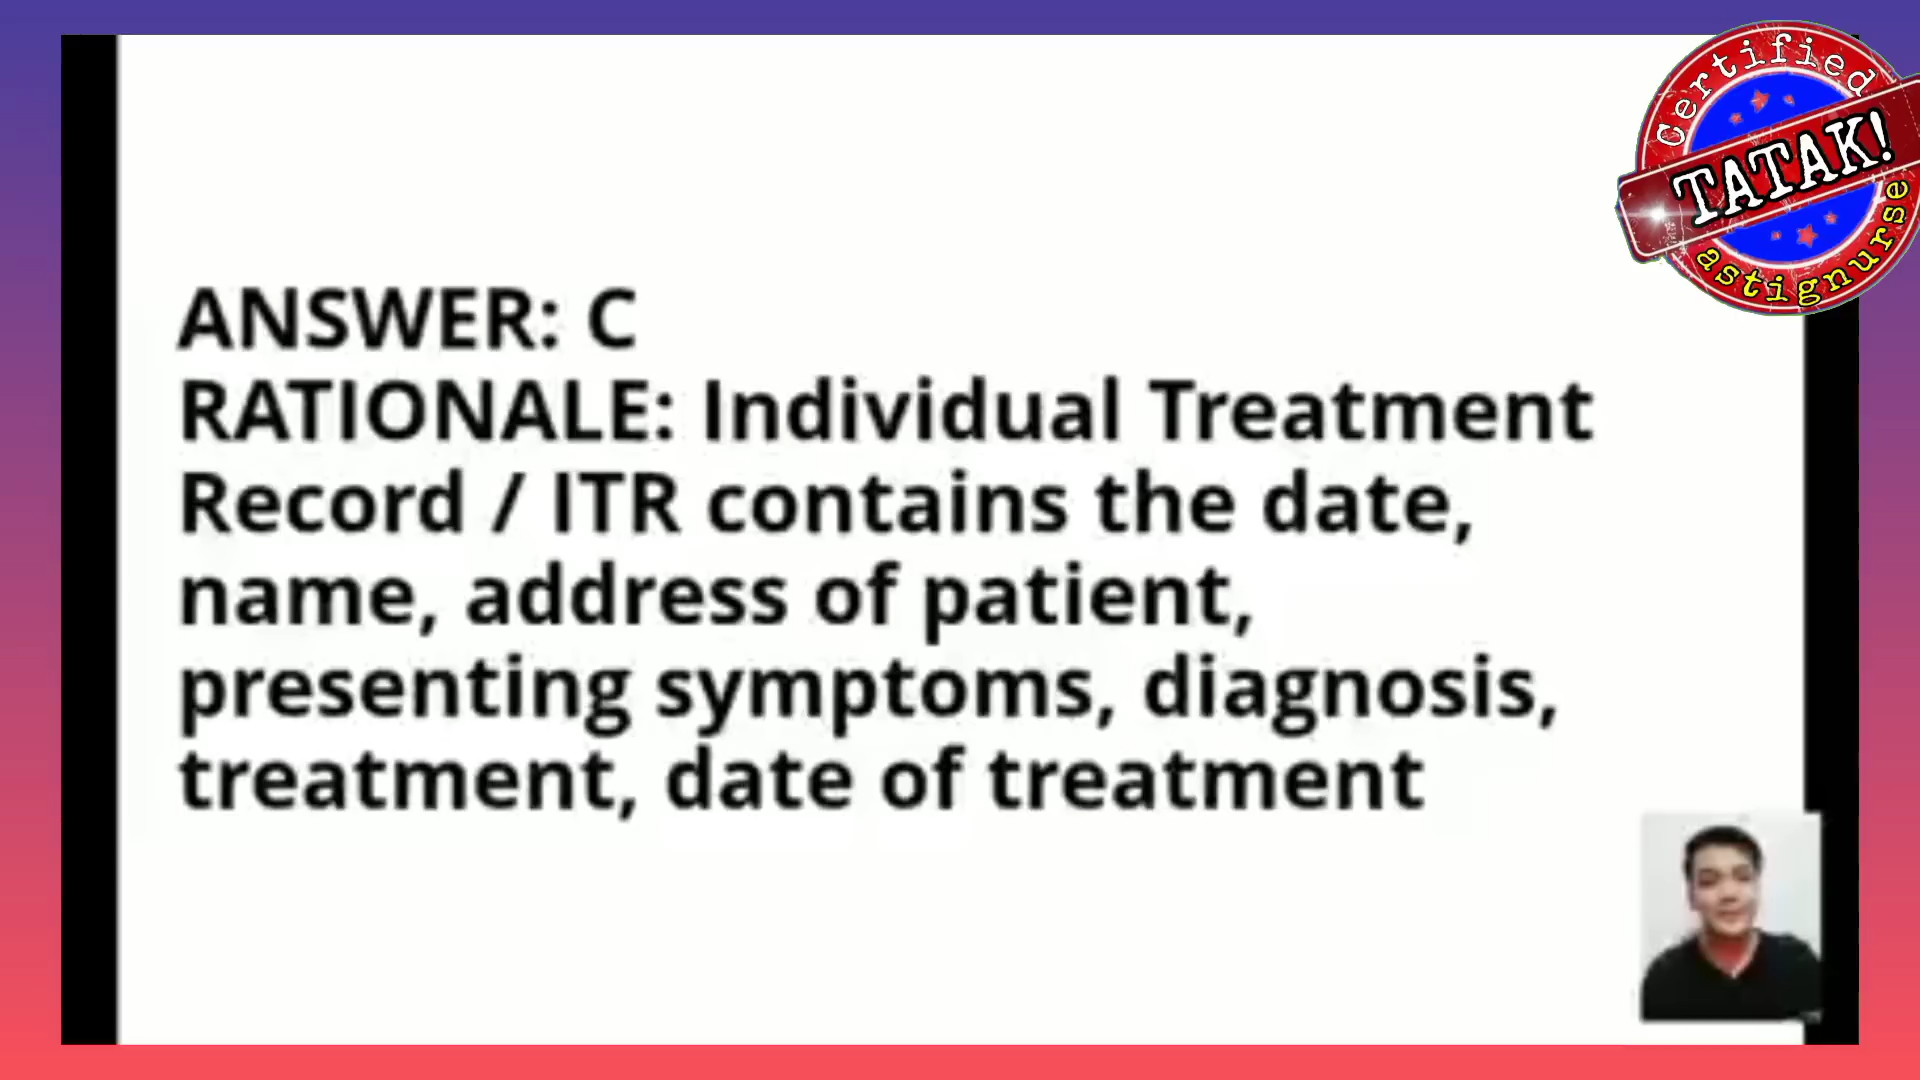 Certified
TATAK!
astignurse
ANSWER: C
RATIONALE: Individual Treatment
Record / ITR contains the date,
name, address of patient,
presenting symptoms, diagnosis,
treatment, date of treatment